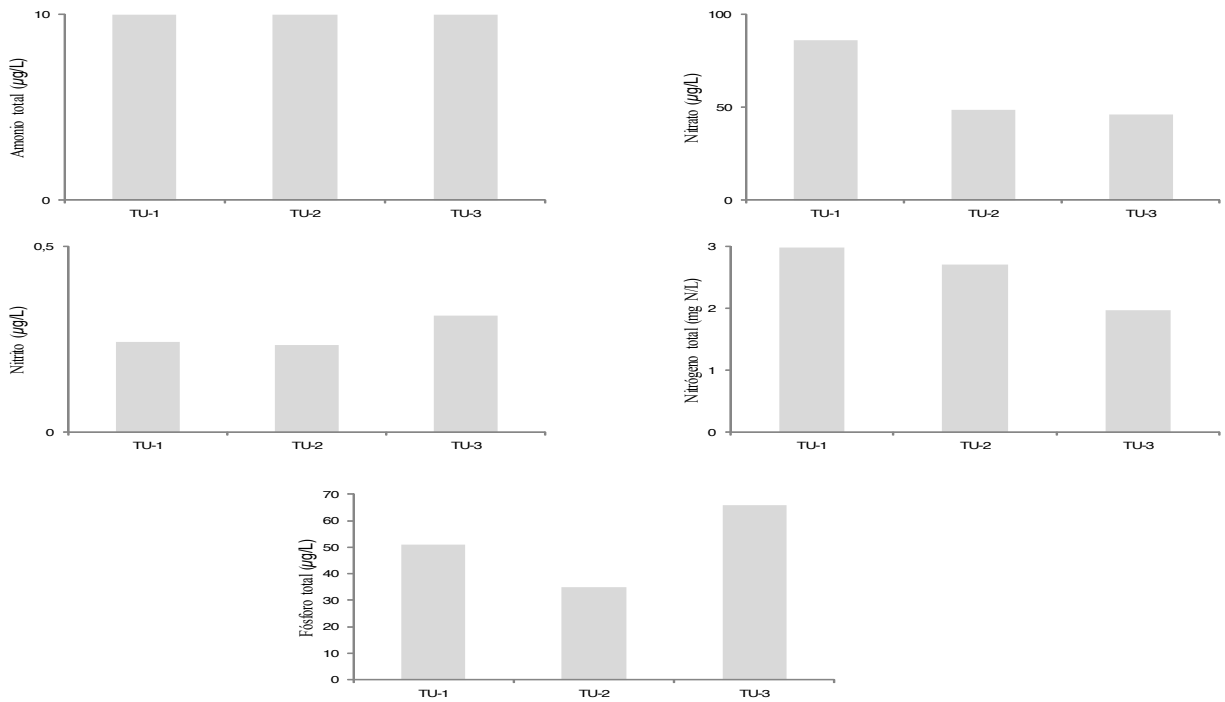 Amonio total (µg/L)
10
0
TU-1
TU-2
TU-3
Nitrato (µg/L)
100
50
0
TU-1
TU-2
TU-3
Nitrito (µg/L)
0,5
0
TU-1
TU-2
TU-3
Nitrógeno total (mg N/L)
3
2
1
0
TU-1
TU-2
TU-3
Fósforo total (µg/L)
70
60
50
40
30
20
10
0
TU-1
TU-2
TU-3